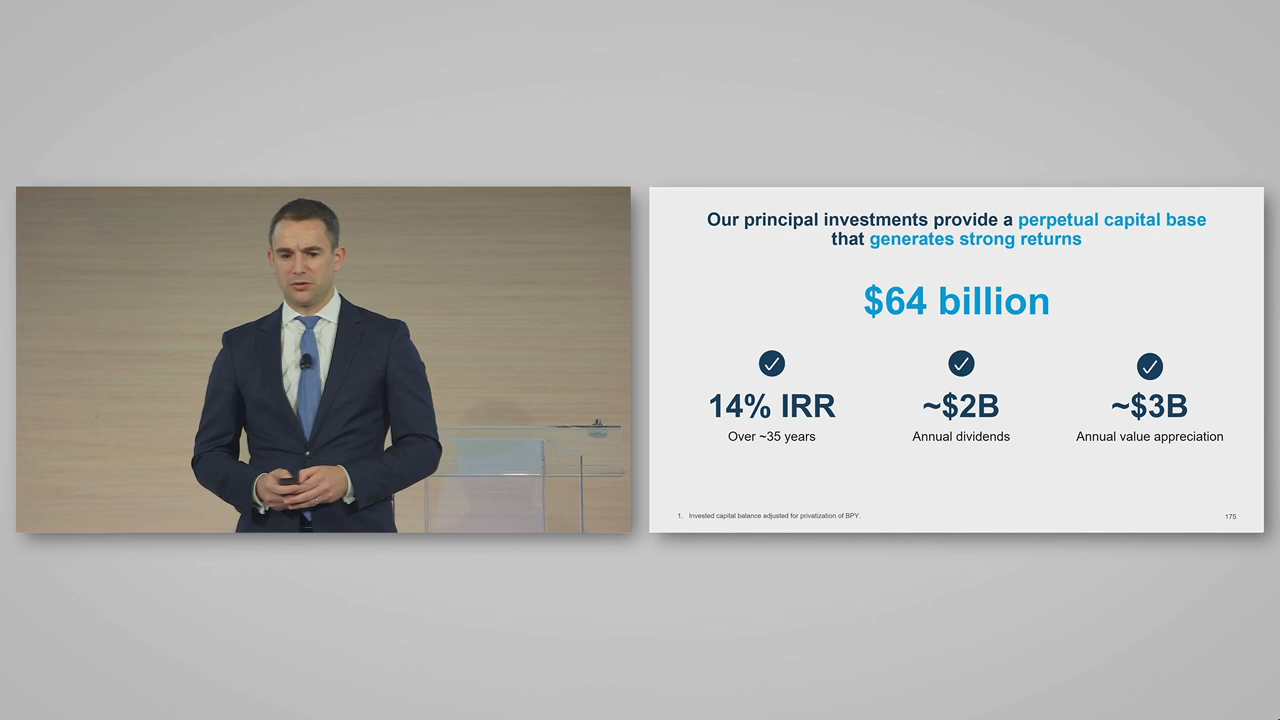 Our principal investments provide a perpetual capital base
that generates strong returns
$64 billion
14% IRR
Over ~35 years
~$2B
Annual dividends
~$3B
Annual value appreciation
1. Invested capital balance adjusted for privatization of BPY.
175